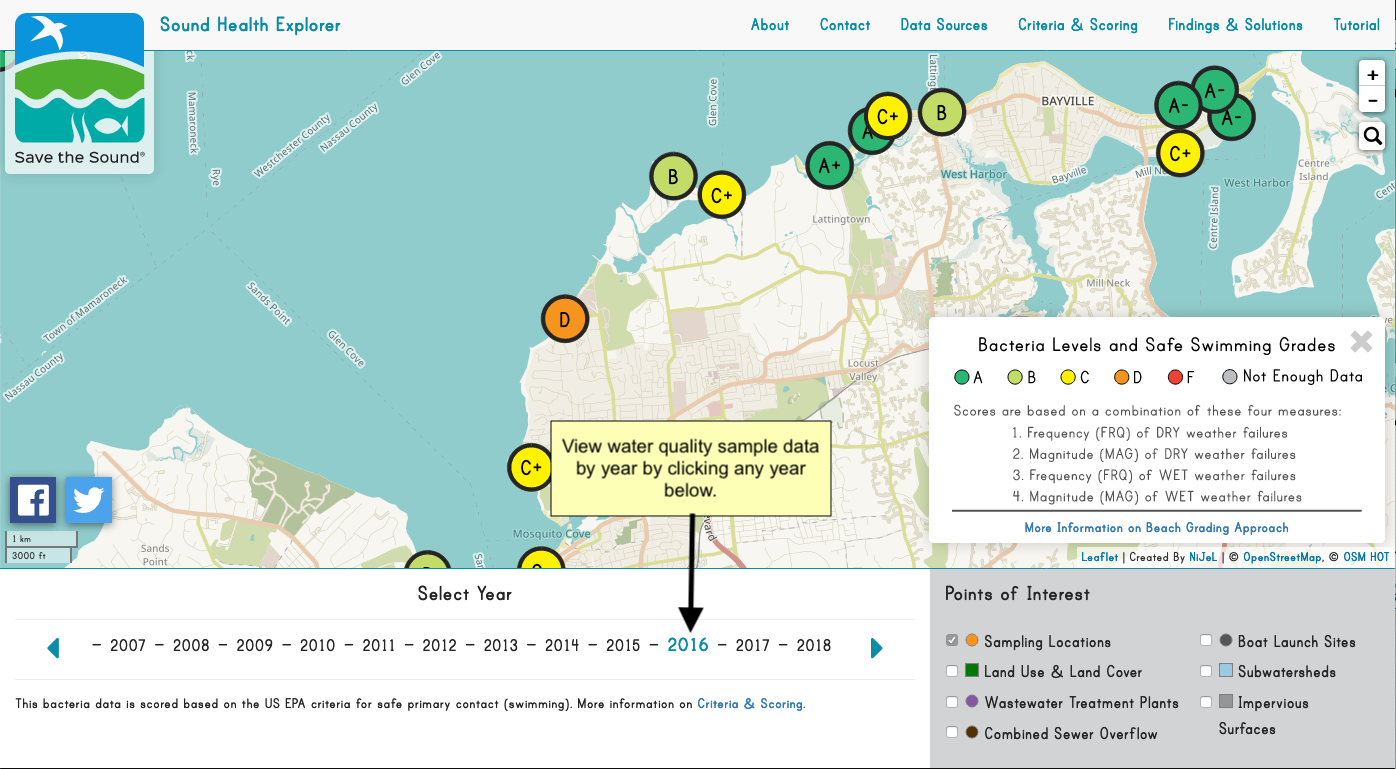 Sound Health Explorer
About Contact Data Sources Criteria & Scoring Findings & Solutions Tutorial
Save the Sound®
Mamaroneck
Rye
Westchester County
Nassau County
Glen Cove
Glen Cove
BAYVILLE
+
-
A-
A-
A-
C+
B
C+
A+
B
C+
West Harbor
Bayville
West Harbor
Centre
Island
Centre Island
Lattingtown
Mill Neck
Town of Mamaroneck
Nassau County
Sands Point
Glen Cove
D
Locust
Valley
C+
Mosquito Cove
Sands
Point
Bacteria Levels and Safe Swimming Grades
A B C D F Not Enough Data
Scores are based on a combination of these four measures:
1. Frequency (FRQ) of DRY weather failures
2. Magnitude (MAG) of DRY weather failures
3. Frequency (FRQ) of WET weather failures
4. Magnitude (MAG) of WET weather failures
More Information on Beach Grading Approach
View water quality sample data
by year by clicking any year
below.
1 km
3000 ft
Leaflet | Created By NiJeL | © OpenStreetMap, © OSM HOT
Select Year
– 2007 – 2008 – 2009 – 2010 – 2011 – 2012 – 2013 – 2014 – 2015 – 2016 – 2017 – 2018
This bacteria data is scored based on the US EPA criteria for safe primary contact (swimming). More information on Criteria & Scoring.
Points of Interest
Sampling Locations
Land Use & Land Cover
Wastewater Treatment Plants
Combined Sewer Overflow
Boat Launch Sites
Subwatersheds
Impervious
Surfaces